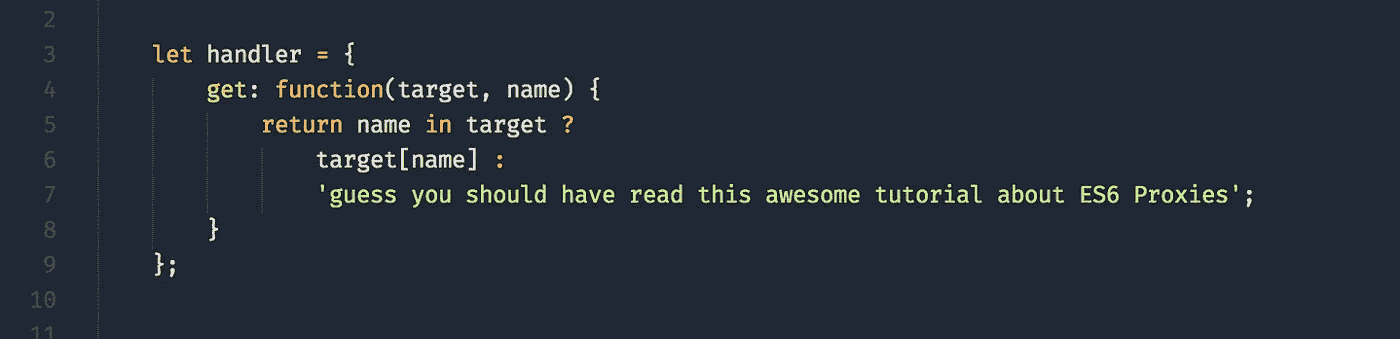 2
3 let handler = {
4 get: function(target, name) {
5 return name in target ?
6 target[name] :
7 'guess you should have read this awesome tutorial about ES6 Proxies';
8 }
9 };
10
11